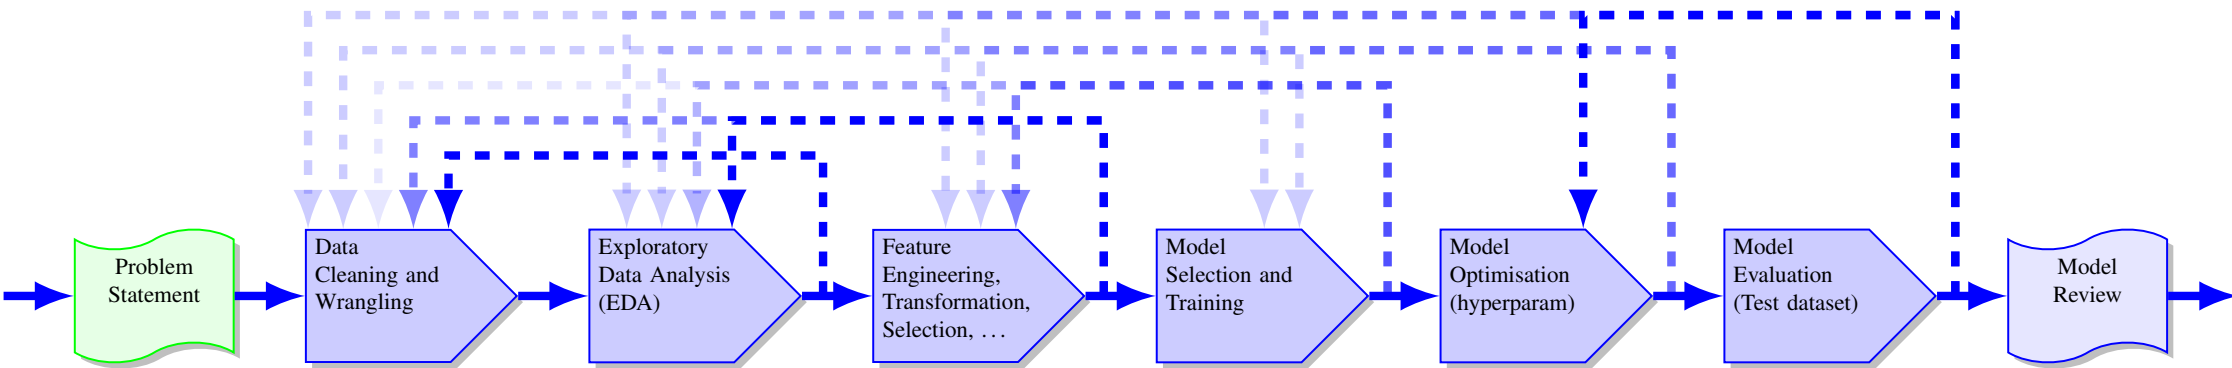 Problem
Statement
Data
Cleaning and
Wrangling
Exploratory
Data Analysis
(EDA)
Feature
Engineering,
Transformation,
Selection, ...
Model
Selection and
Training
Model
Optimisation
(hyperparam)
Model
Evaluation
(Test dataset)
Model
Review